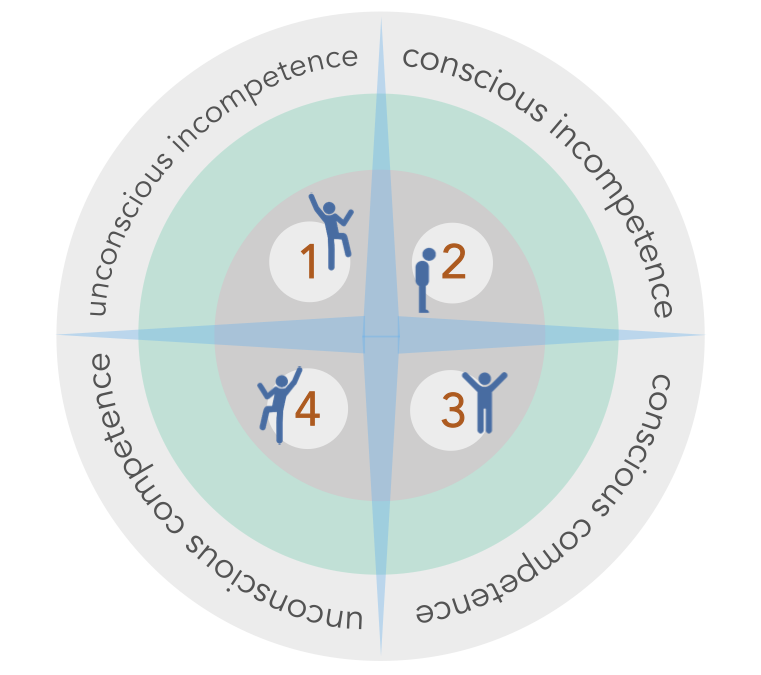 unconscious incompetence
conscious incompetence
1
2
4
3
unconscious competence
conscious competence